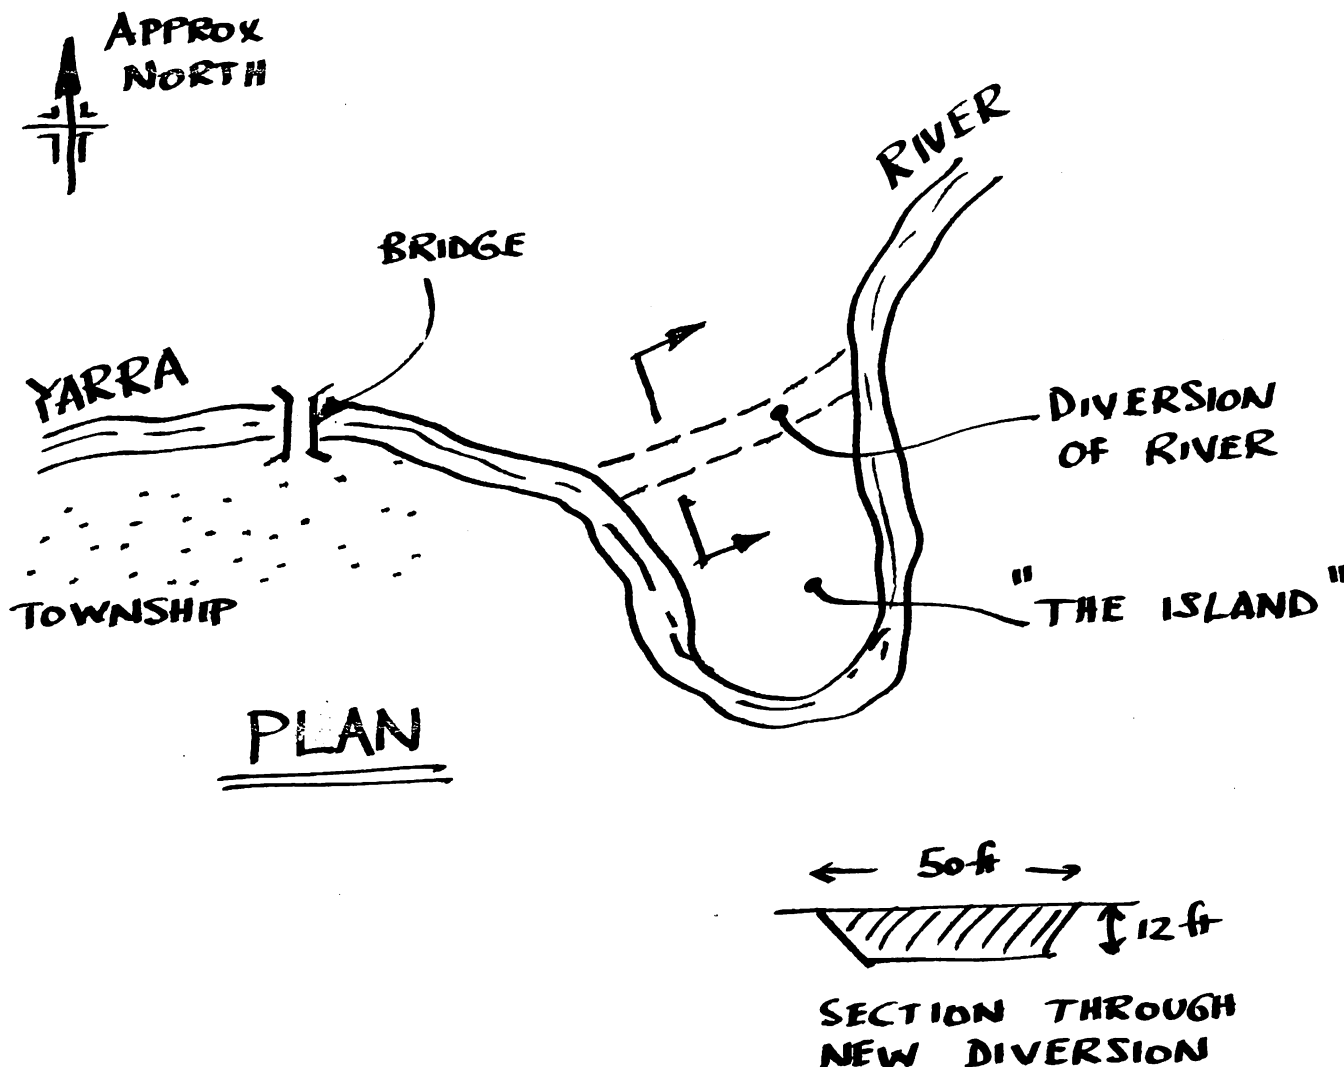 APPROX
NORTH
RIVER
BRIDGE
YARRA
DIVERSION
OF RIVER
"THE ISLAND"
TOWNSHIP
PLAN
50 ft
12 ft
SECTION THROUGH
NEW DIVERSION